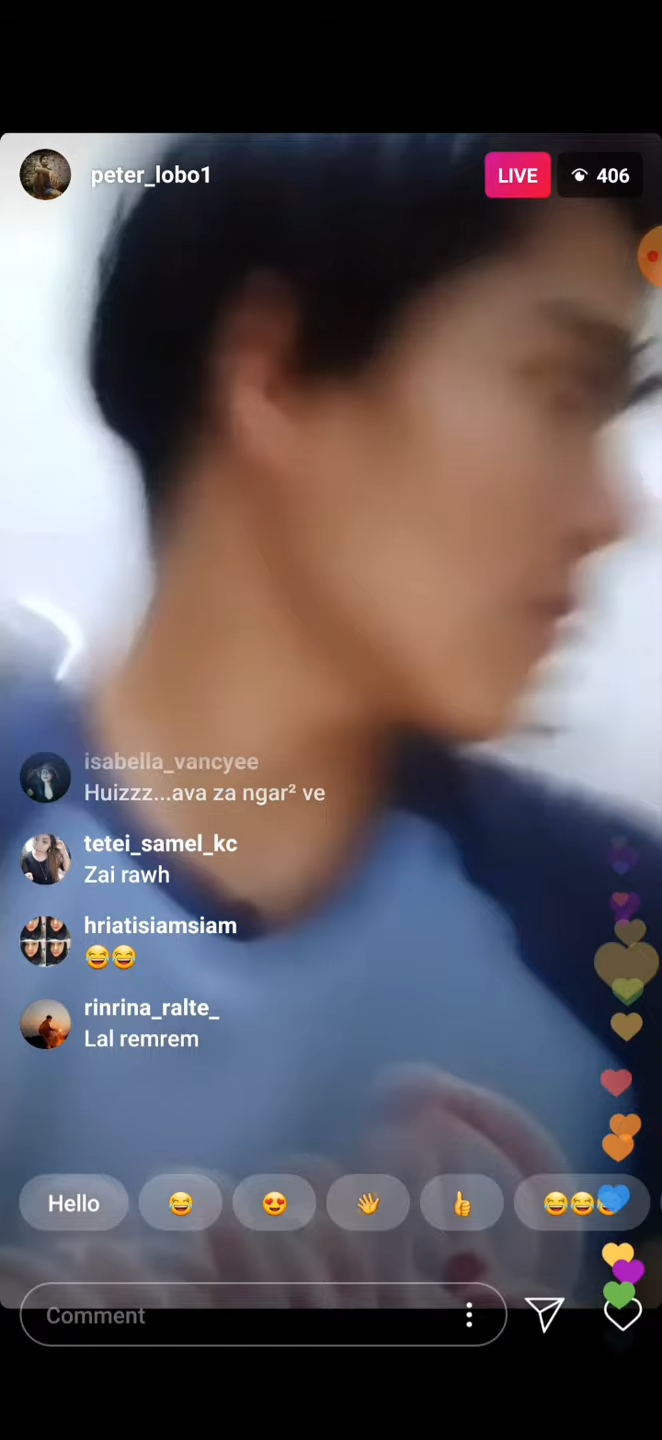 peter_lobo1
LIVE 406
isabella_vancyee
Huizzz...ava za ngar² ve
tetei_samel_kc
Zai rawh
hriatisiamsiam
😂😂
rinrina_ralte_
Lal remrem
Hello 😂 😍 👋 👍 😂😂😂
Comment